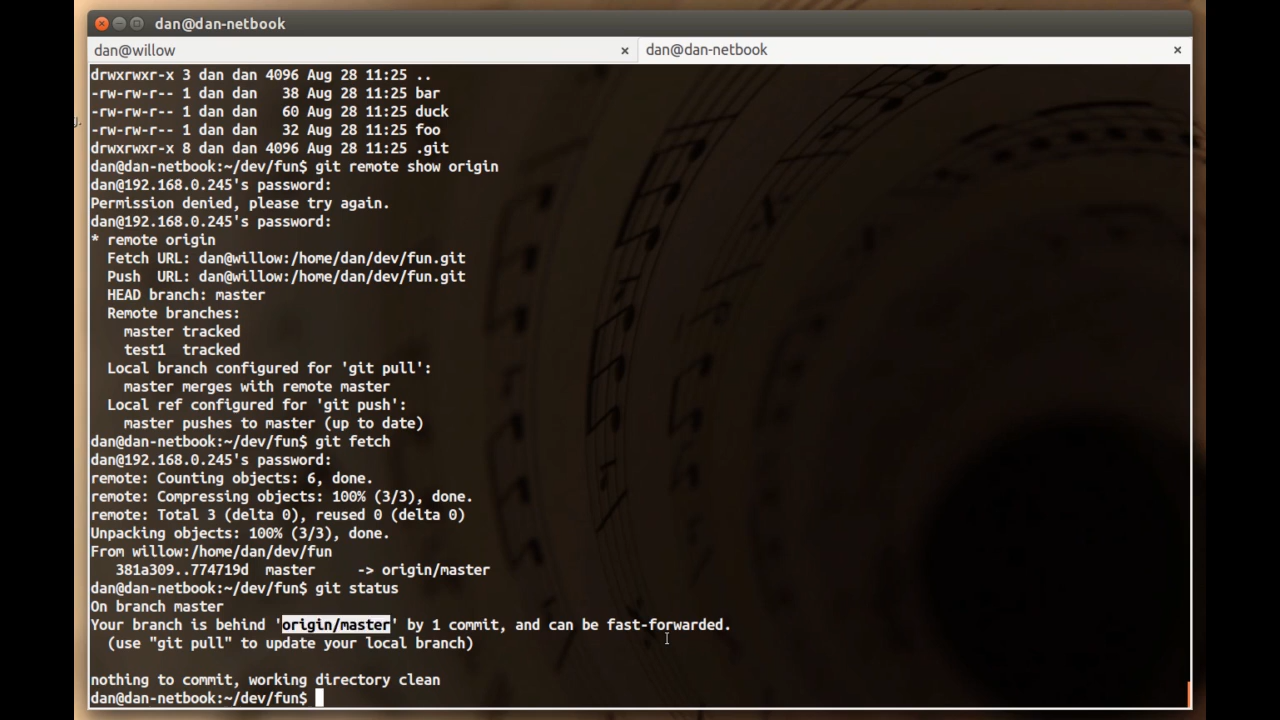 dan@dan-netbook
dan@willow
dan@dan-netbook
drwxrwxr-x 3 dan dan 4096 Aug 28 11:25 ..
-rw-rw-r-- 1 dan dan   38 Aug 28 11:25 bar
-rw-rw-r-- 1 dan dan   60 Aug 28 11:25 duck
-rw-rw-r-- 1 dan dan   32 Aug 28 11:25 foo
drwxrwxr-x 8 dan dan 4096 Aug 28 11:25 .git
dan@dan-netbook:~/dev/fun$ git remote show origin
dan@192.168.0.245's password:
Permission denied, please try again.
dan@192.168.0.245's password:
* remote origin
  Fetch URL: dan@willow:/home/dan/dev/fun.git
  Push  URL: dan@willow:/home/dan/dev/fun.git
  HEAD branch: master
  Remote branches:
    master tracked
    test1  tracked
  Local branch configured for 'git pull':
    master merges with remote master
  Local ref configured for 'git push':
    master pushes to master (up to date)
dan@dan-netbook:~/dev/fun$ git fetch
dan@192.168.0.245's password:
remote: Counting objects: 6, done.
remote: Compressing objects: 100% (3/3), done.
remote: Total 3 (delta 0), reused 0 (delta 0)
Unpacking objects: 100% (3/3), done.
From willow:/home/dan/dev/fun
   381a309..774719d  master     -> origin/master
dan@dan-netbook:~/dev/fun$ git status
On branch master
Your branch is behind 'origin/master' by 1 commit, and can be fast-forwarded.
  (use "git pull" to update your local branch)
nothing to commit, working directory clean
dan@dan-netbook:~/dev/fun$